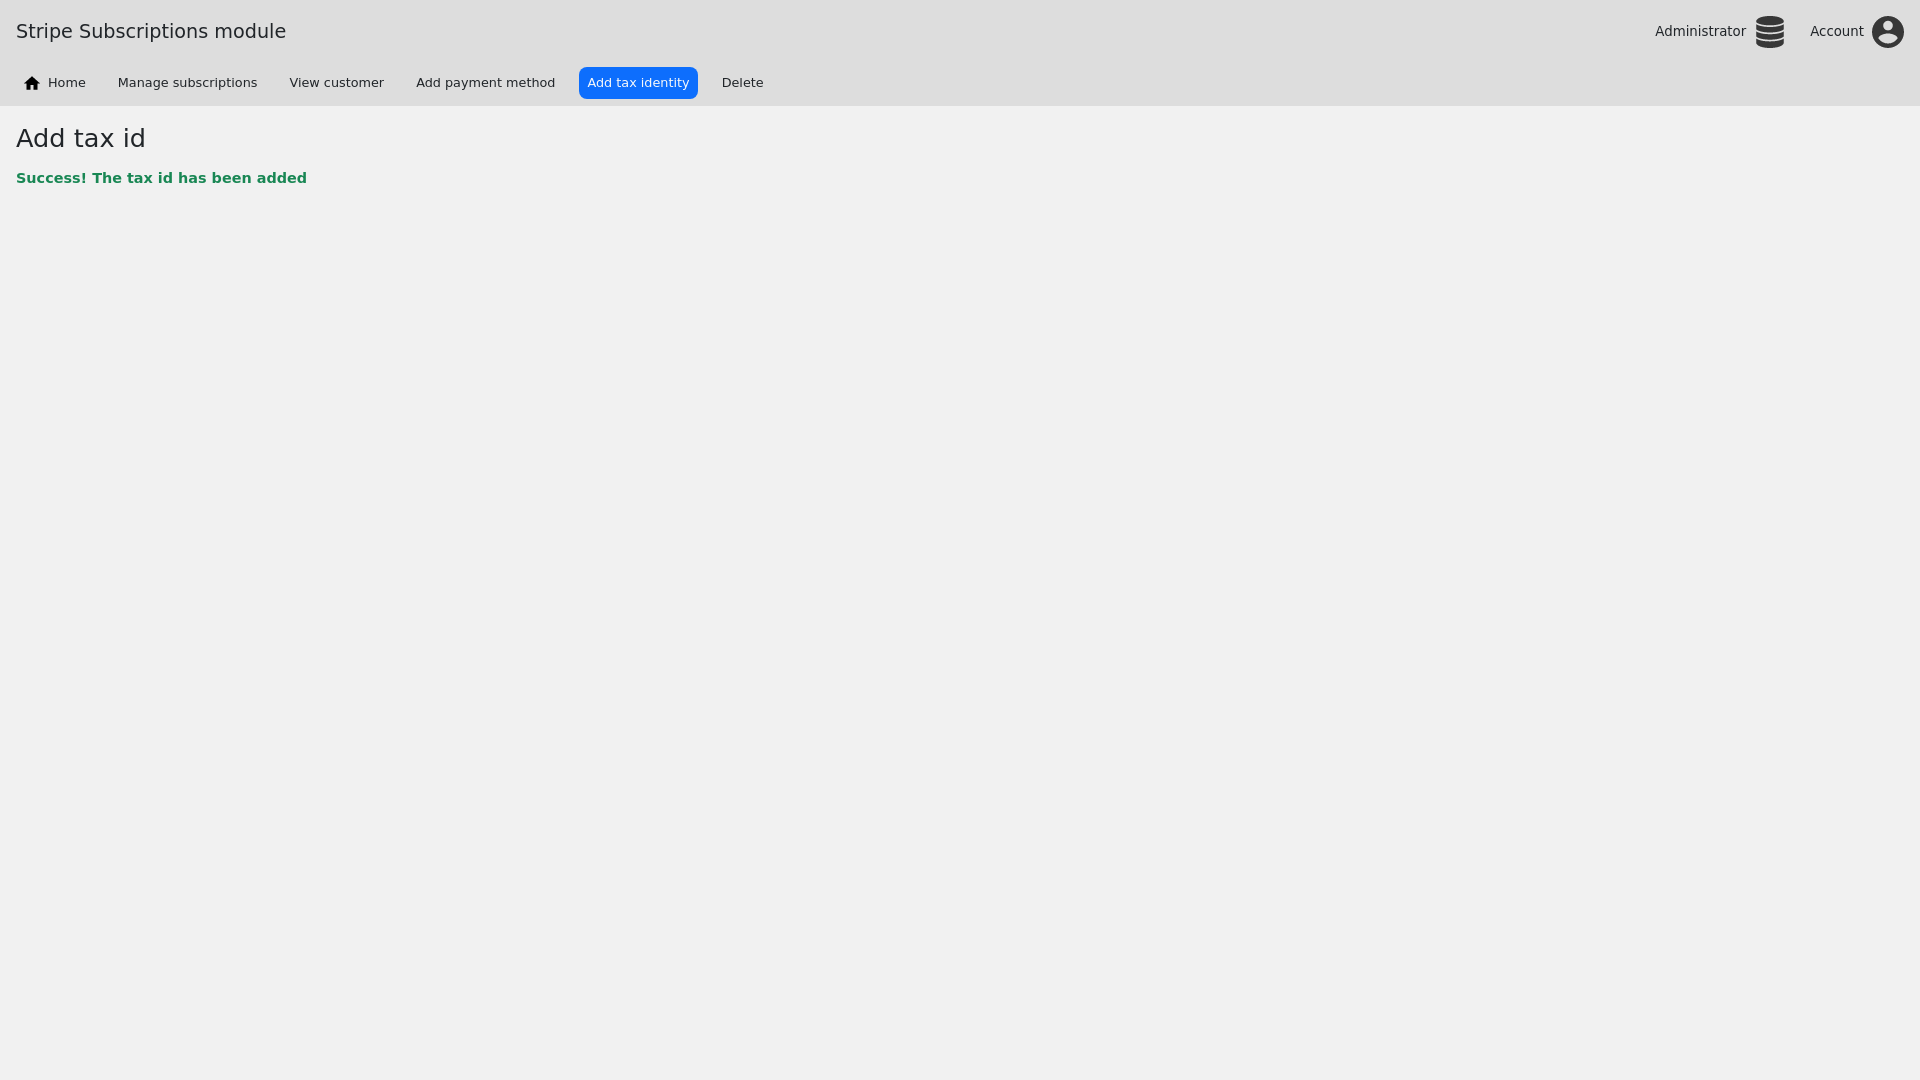 Stripe Subscriptions module
Administrator
Account
Home
Manage subscriptions
View customer
Add payment method
Add tax identity
Delete
Add tax id
Success! The tax id has been added